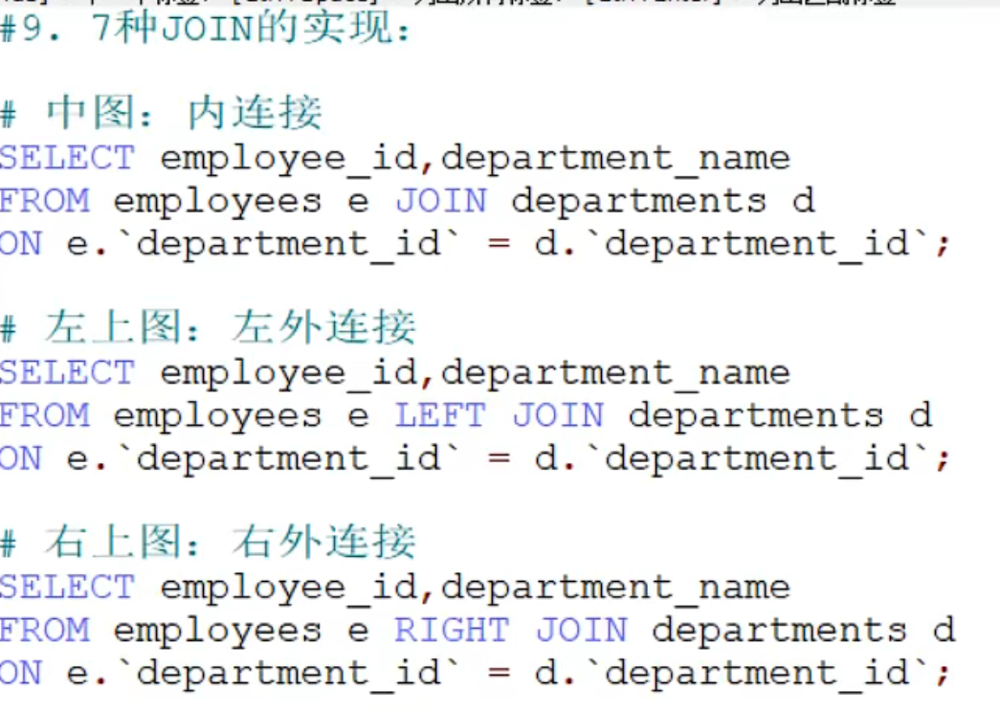 #9. 7种JOIN的实现：
# 中图：内连接
SELECT employee_id,department_name
FROM employees e JOIN departments d
ON e.`department_id` = d.`department_id`;
# 左上图：左外连接
SELECT employee_id,department_name
FROM employees e LEFT JOIN departments d
ON e.`department_id` = d.`department_id`;
# 右上图：右外连接
SELECT employee_id,department_name
FROM employees e RIGHT JOIN departments d
ON e.`department_id` = d.`department_id`;